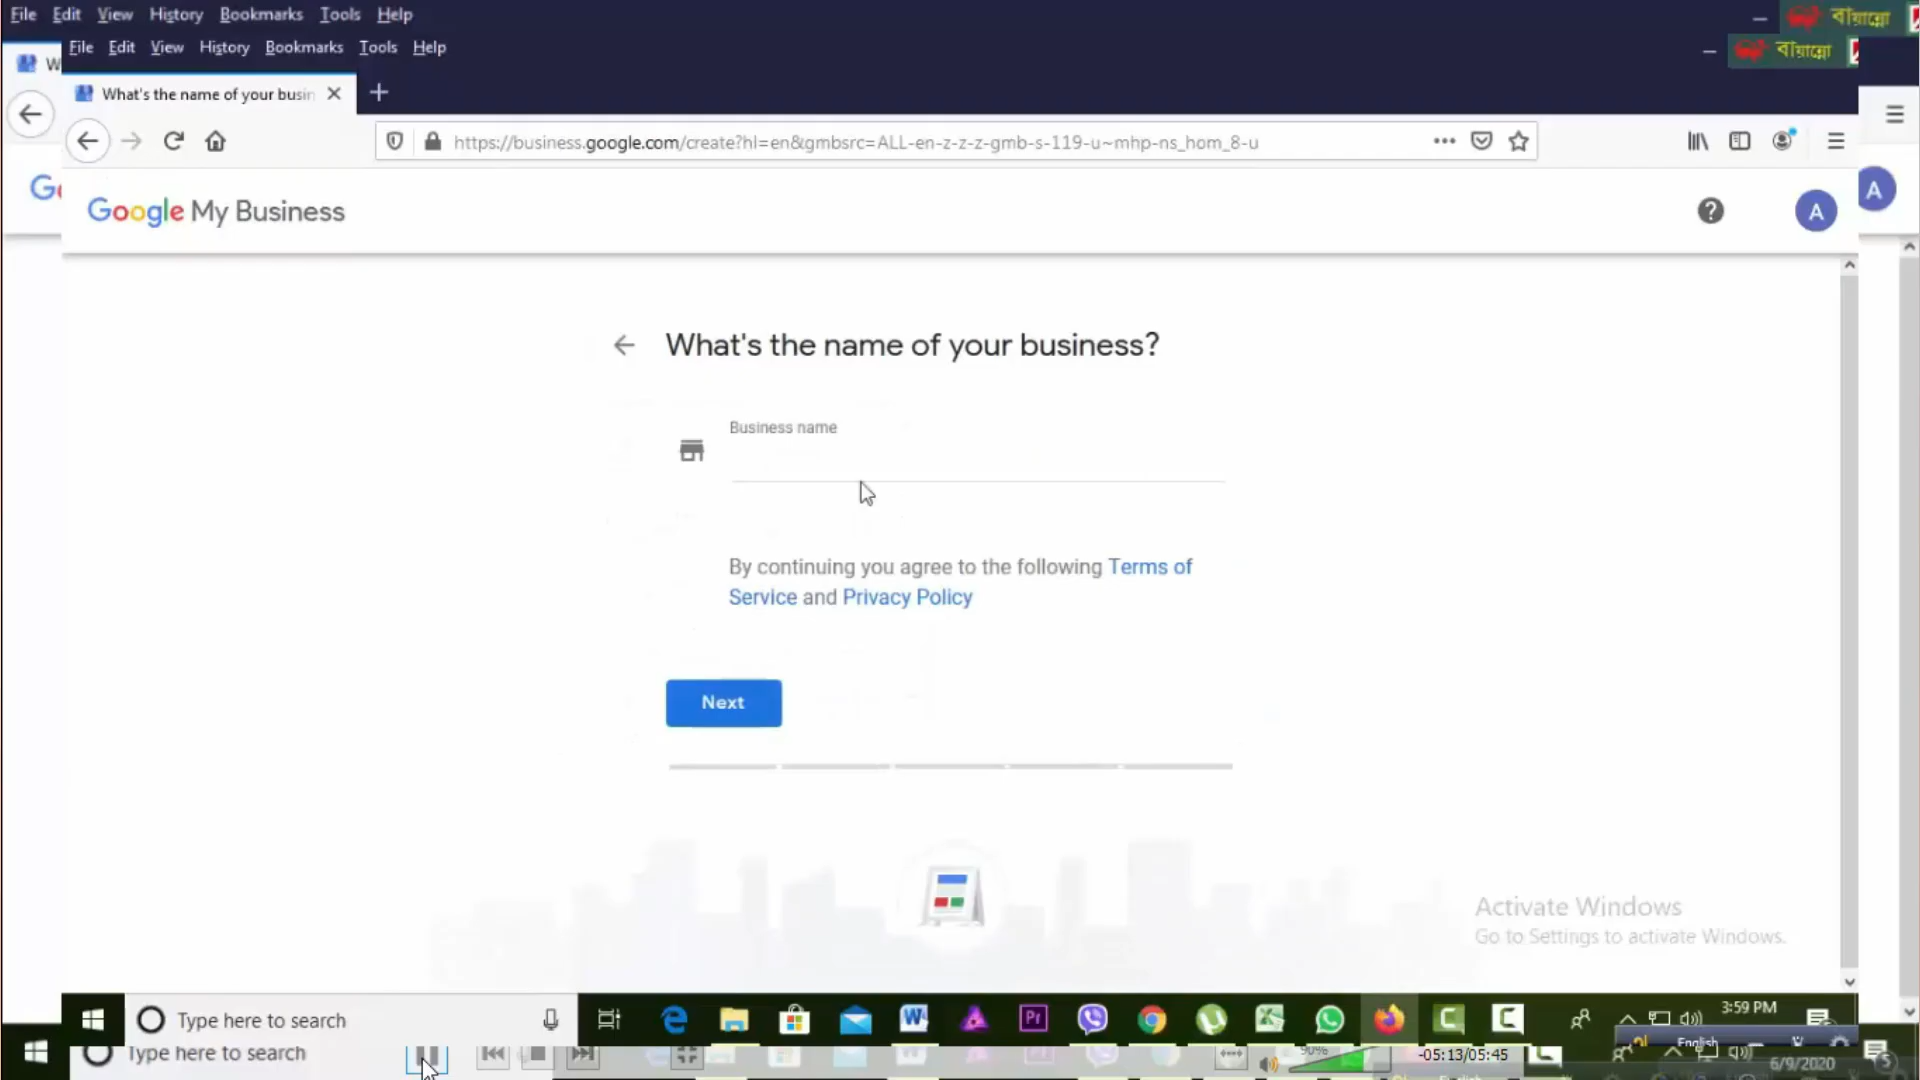 File Edit View History Bookmarks Tools Help
বায়ান্নো
File Edit View History Bookmarks Tools Help
বায়ান্নো
W
What's the name of your busin
https://business.google.com/create?hl=en&gmbsrc=ALL-en-z-z-z-gmb-s-119-u~mhp-ns_hom_8-u
Google My Business
A
A
What's the name of your business?
Business name
By continuing you agree to the following Terms of
Service and Privacy Policy
Next
Activate Windows
Go to Settings to activate Windows.
Type here to search
3:59 PM
English
Type here to search
90%
-05:13/05:45
6/9/2020
English